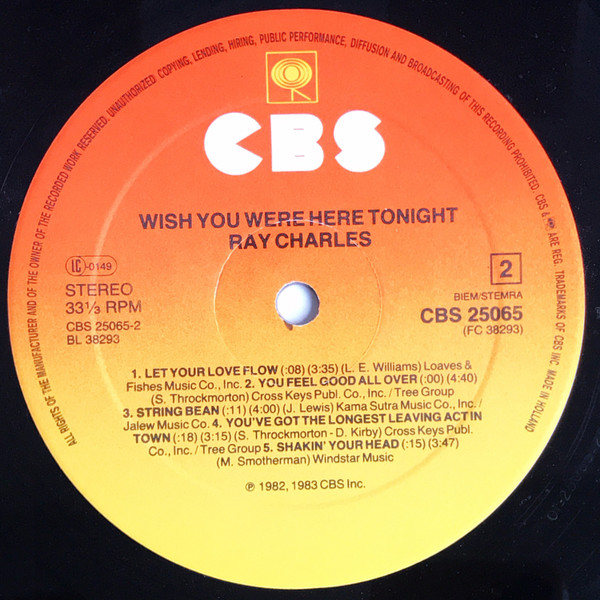 ALL RIGHTS OF THE MANUFACTURER AND OF THE OWNER OF THE RECORDED WORK RESERVED, UNAUTHORIZED COPYING, LENDING, HIRING, PUBLIC PERFORMANCE, DIFFUSION AND BROADCASTING OF THIS RECORDING PROHIBITED. CBS & ARE REG. TRADEMARKS OF CBS INC. MADE IN HOLLAND
CBS
WISH YOU WERE HERE TONIGHT
RAY CHARLES
LC-0149
STEREO
33⅓ RPM
CBS 25065-2
BL 38293
2
BIEM/STEMRA
CBS 25065
(FC 38293)
1. LET YOUR LOVE FLOW (:08) (3:35) (L. E. Williams) Loaves &
Fishes Music Co., Inc. 2. YOU FEEL GOOD ALL OVER (:00) (4:40)
(S. Throckmorton) Cross Keys Publ. Co., Inc. / Tree Group
3. STRING BEAN (:11) (4:00) (J. Lewis) Kama Sutra Music Co., Inc. /
Jalew Music Co. 4. YOU'VE GOT THE LONGEST LEAVING ACT IN
TOWN (:18) (3:15) (S. Throckmorton - D. Kirby) Cross Keys Publ.
Co., Inc. / Tree Group 5. SHAKIN' YOUR HEAD (:15) (3:47)
(M. Smotherman) Windstar Music
℗ 1982, 1983 CBS Inc.